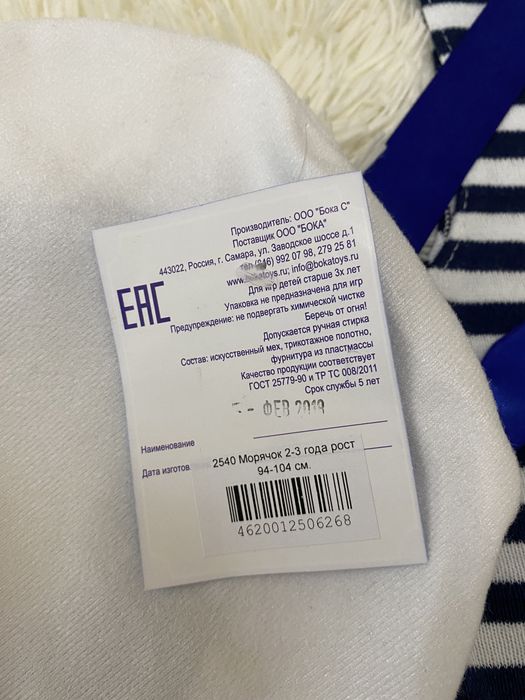 Производитель: ООО "Бока С"
Поставщик ООО "БОКА"
443022, Россия, г. Самара, ул. Заводское шоссе д.1
тел (846) 992 07 98, 279 25 81
www.bokatoys.ru; info@bokatoys.ru
Для игр детей старше 3х лет
Упаковка не предназначена для игр
Предупреждение: не подвергать химической чистке
Беречь от огня!
Допускается ручная стирка
Состав: искусственный мех, трикотажное полотно,
фурнитура из пластмассы
Качество продукции соответствует
ГОСТ 25779-90 и ТР ТС 008/2011
Срок службы 5 лет
EAC
- ФЕВ 2019
Наименование
Дата изготов
2540 Морячок 2-3 года рост
94-104 см.
4620012506268